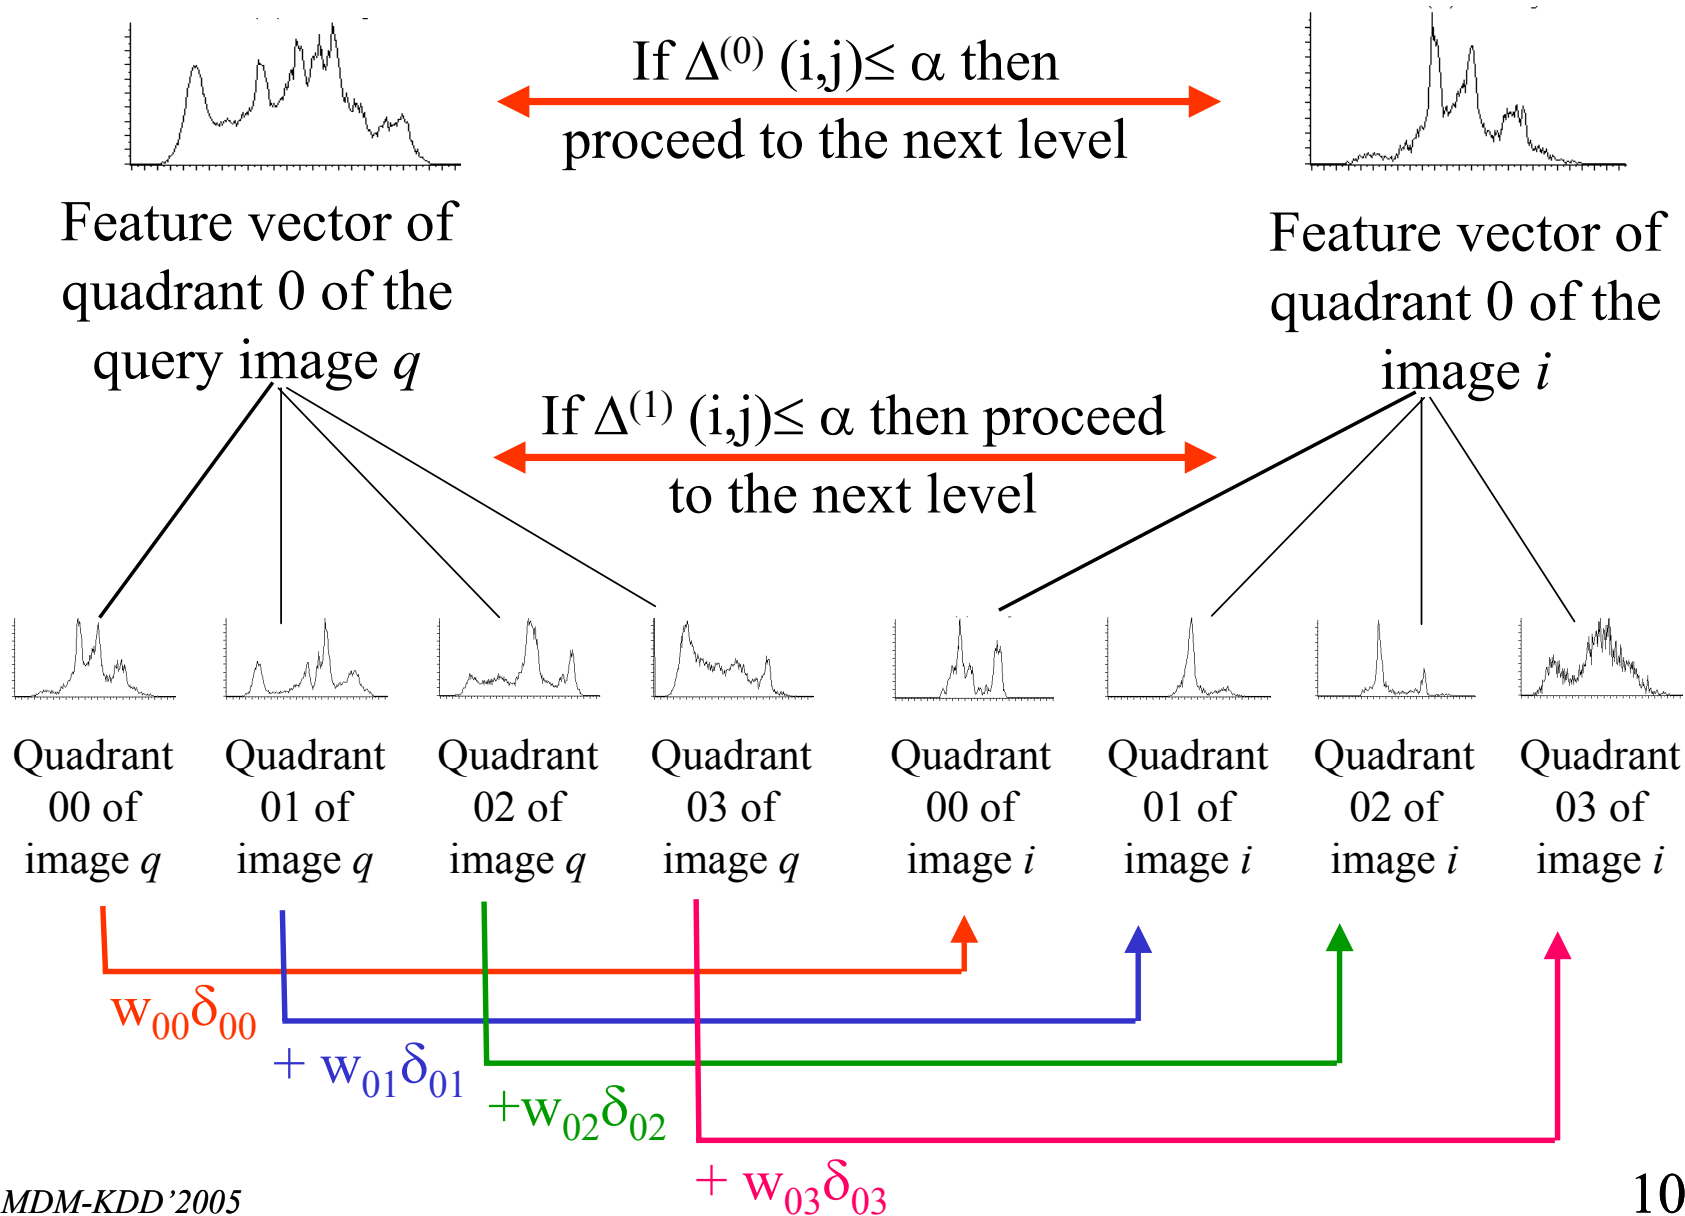 If Δ(0) (i,j)≤ α then
proceed to the next level
Feature vector of
quadrant 0 of the
query image q
Feature vector of
quadrant 0 of the
image i
If Δ(1) (i,j)≤ α then proceed
to the next level
Quadrant
00 of
image q
Quadrant
01 of
image q
Quadrant
02 of
image q
Quadrant
03 of
image q
Quadrant
00 of
image i
Quadrant
01 of
image i
Quadrant
02 of
image i
Quadrant
03 of
image i
w00δ00
+ w01δ01
+w02δ02
+ w03δ03
MDM-KDD’2005
10